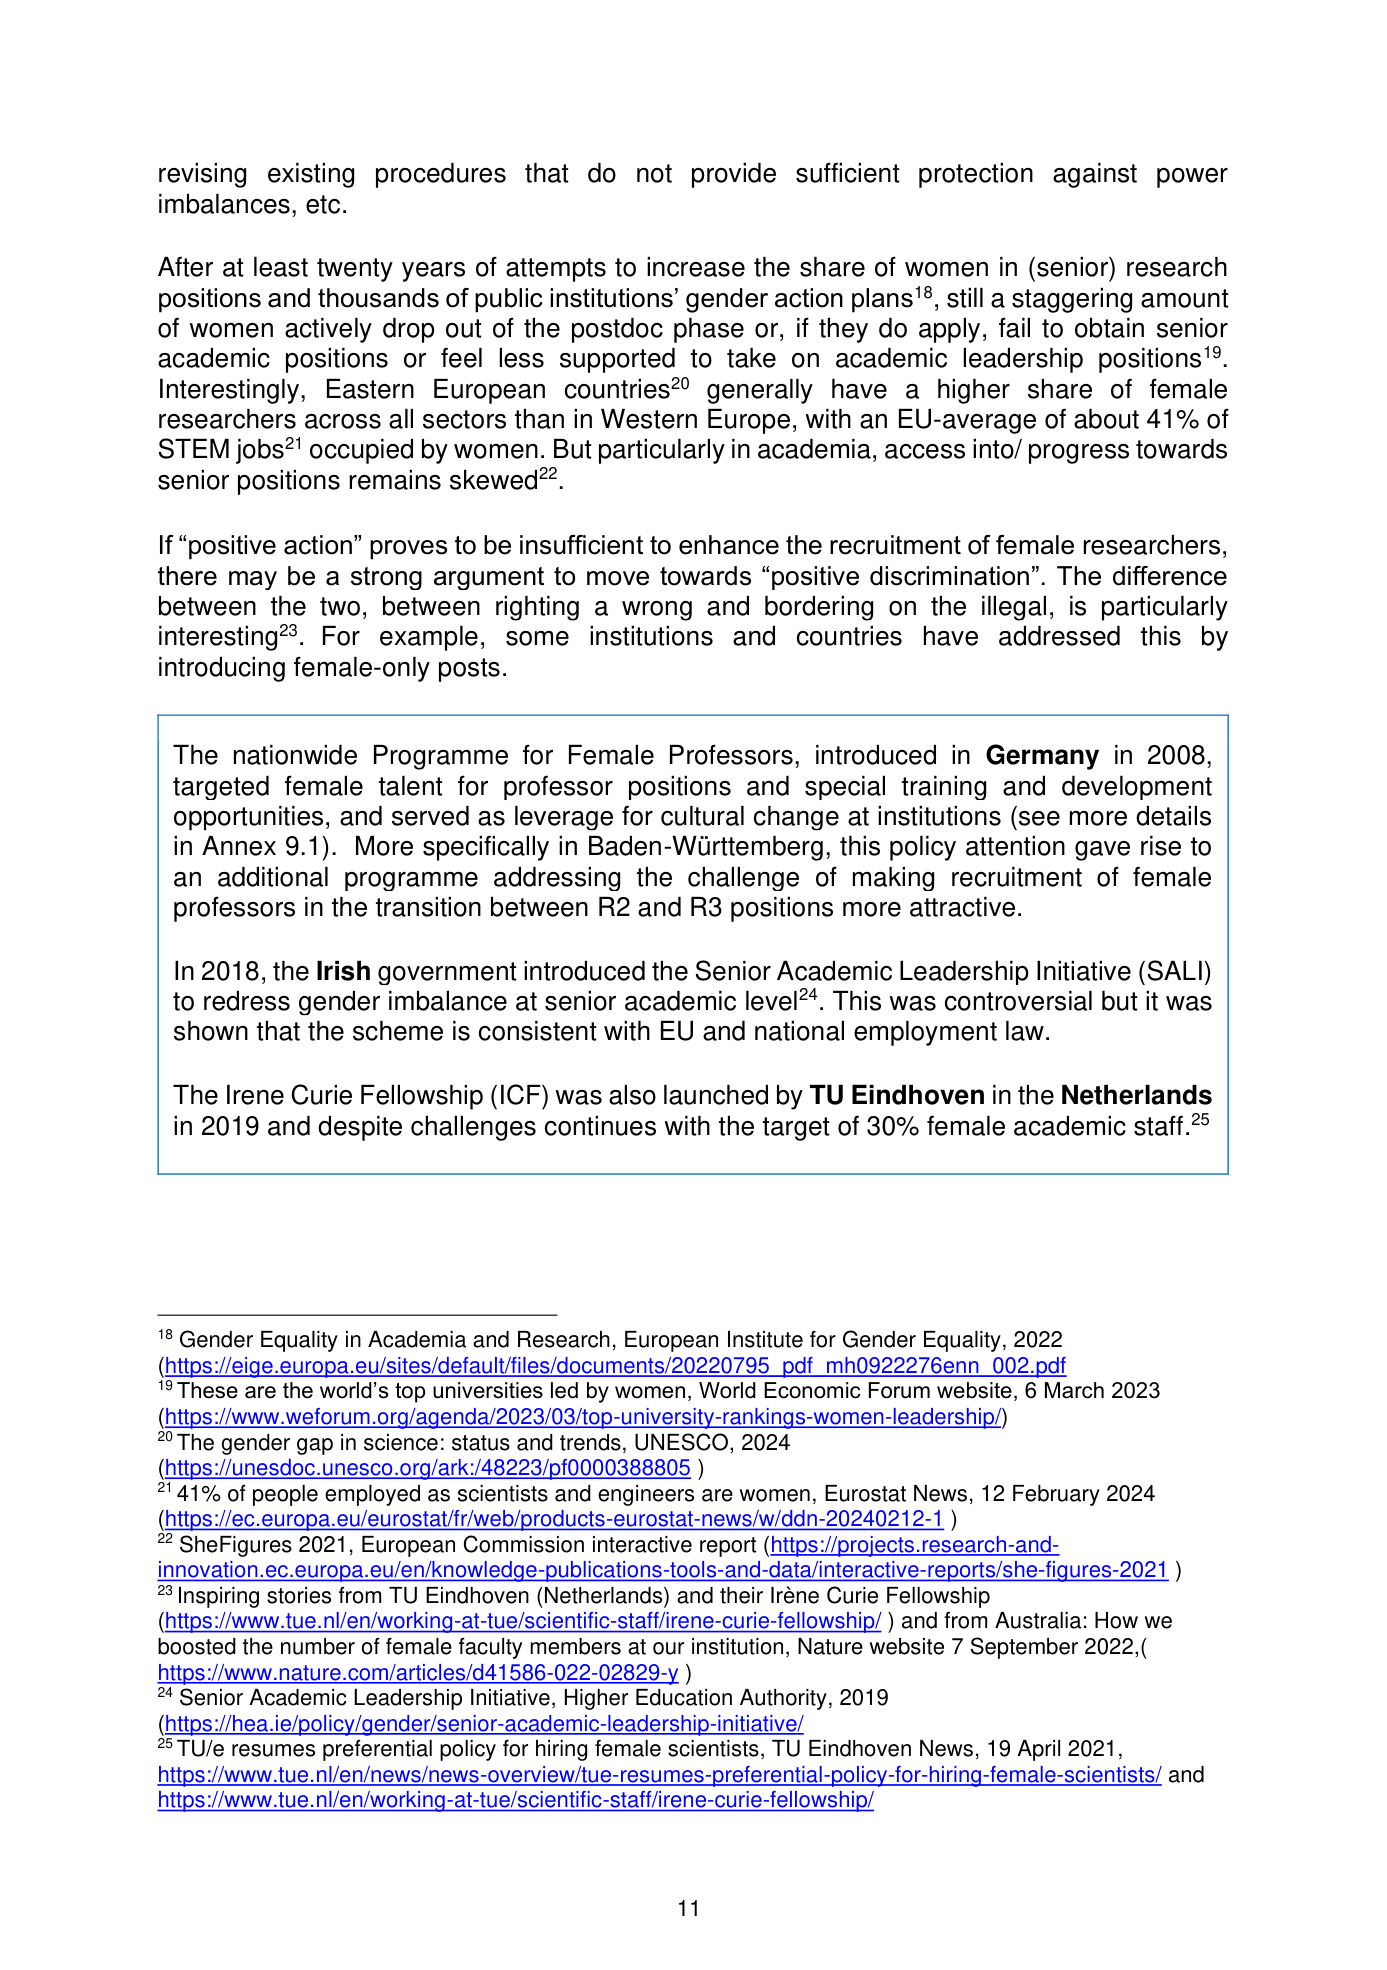 revising existing procedures that do not provide sufficient protection against power
imbalances, etc.
After at least twenty years of attempts to increase the share of women in (senior) research
positions and thousands of public institutions’ gender action plans18, still a staggering amount
of women actively drop out of the postdoc phase or, if they do apply, fail to obtain senior
academic positions or feel less supported to take on academic leadership positions19.
Interestingly, Eastern European countries20 generally have a higher share of female
researchers across all sectors than in Western Europe, with an EU-average of about 41% of
STEM jobs21 occupied by women. But particularly in academia, access into/ progress towards
senior positions remains skewed22.
If “positive action” proves to be insufficient to enhance the recruitment of female researchers,
there may be a strong argument to move towards “positive discrimination”. The difference
between the two, between righting a wrong and bordering on the illegal, is particularly
interesting23. For example, some institutions and countries have addressed this by
introducing female-only posts.
The nationwide Programme for Female Professors, introduced in Germany in 2008,
targeted female talent for professor positions and special training and development
opportunities, and served as leverage for cultural change at institutions (see more details
in Annex 9.1). More specifically in Baden-Württemberg, this policy attention gave rise to
an additional programme addressing the challenge of making recruitment of female
professors in the transition between R2 and R3 positions more attractive.
In 2018, the Irish government introduced the Senior Academic Leadership Initiative (SALI)
to redress gender imbalance at senior academic level24. This was controversial but it was
shown that the scheme is consistent with EU and national employment law.
The Irene Curie Fellowship (ICF) was also launched by TU Eindhoven in the Netherlands
in 2019 and despite challenges continues with the target of 30% female academic staff.25
18 Gender Equality in Academia and Research, European Institute for Gender Equality, 2022
(https://eige.europa.eu/sites/default/files/documents/20220795_pdf_mh0922276enn_002.pdf
19 These are the world’s top universities led by women, World Economic Forum website, 6 March 2023
(https://www.weforum.org/agenda/2023/03/top-university-rankings-women-leadership/)
20 The gender gap in science: status and trends, UNESCO, 2024
(https://unesdoc.unesco.org/ark:/48223/pf0000388805 )
21 41% of people employed as scientists and engineers are women, Eurostat News, 12 February 2024
(https://ec.europa.eu/eurostat/fr/web/products-eurostat-news/w/ddn-20240212-1 )
22 SheFigures 2021, European Commission interactive report (https://projects.research-and-
innovation.ec.europa.eu/en/knowledge-publications-tools-and-data/interactive-reports/she-figures-2021 )
23 Inspiring stories from TU Eindhoven (Netherlands) and their Irène Curie Fellowship
(https://www.tue.nl/en/working-at-tue/scientific-staff/irene-curie-fellowship/ ) and from Australia: How we
boosted the number of female faculty members at our institution, Nature website 7 September 2022,(
https://www.nature.com/articles/d41586-022-02829-y )
24 Senior Academic Leadership Initiative, Higher Education Authority, 2019
(https://hea.ie/policy/gender/senior-academic-leadership-initiative/
25 TU/e resumes preferential policy for hiring female scientists, TU Eindhoven News, 19 April 2021,
https://www.tue.nl/en/news/news-overview/tue-resumes-preferential-policy-for-hiring-female-scientists/ and
https://www.tue.nl/en/working-at-tue/scientific-staff/irene-curie-fellowship/
11